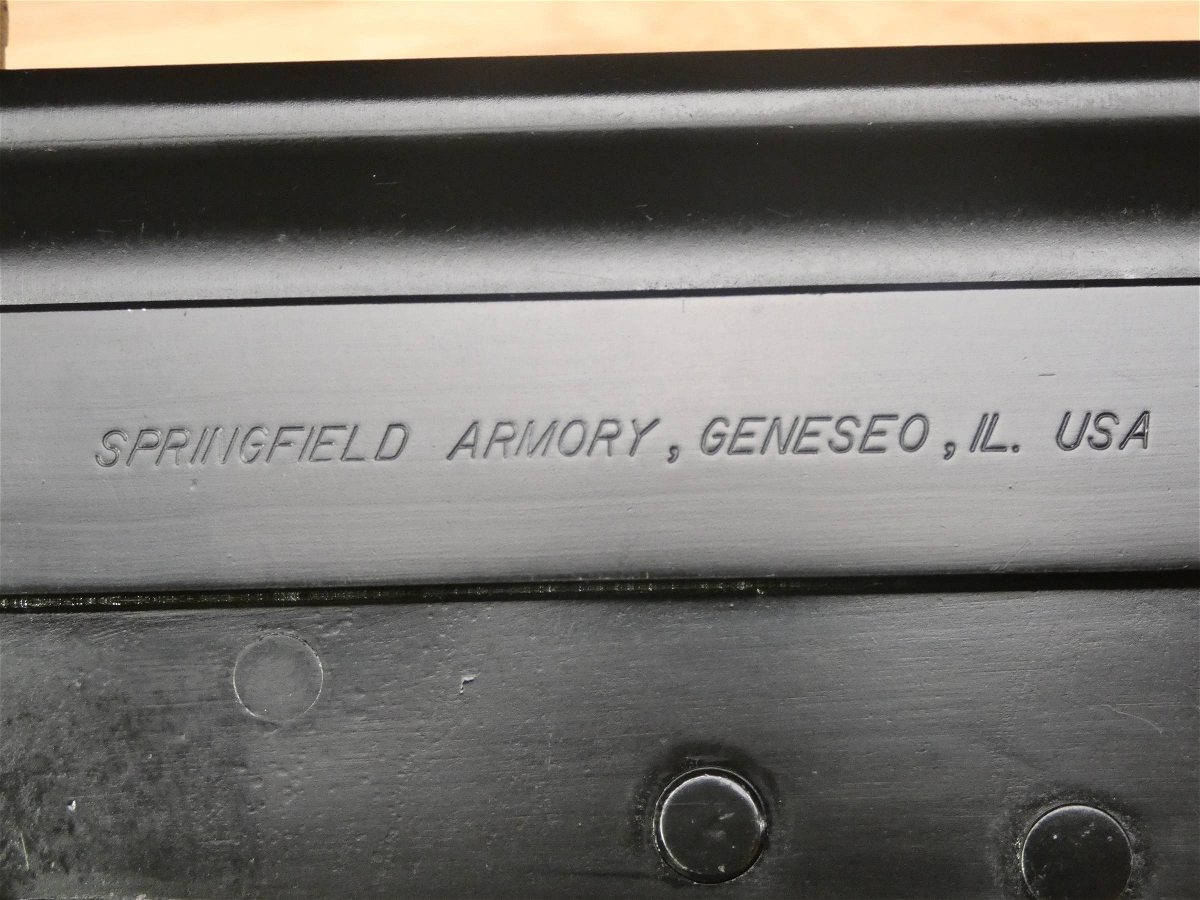 SPRINGFIELD ARMORY, GENESEO, IL. USA